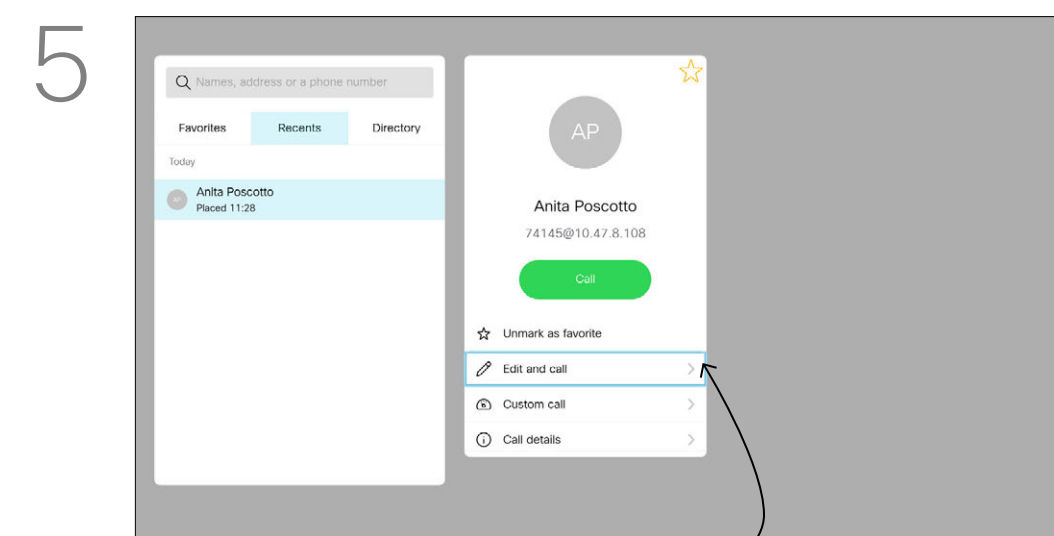 5
Names, address or a phone number
Favorites Recents Directory
Today
AP Anita Poscotto
Placed 11:28
AP
Anita Poscotto
74145@10.47.8.108
Call
Unmark as favorite
Edit and call
Custom call
Call details